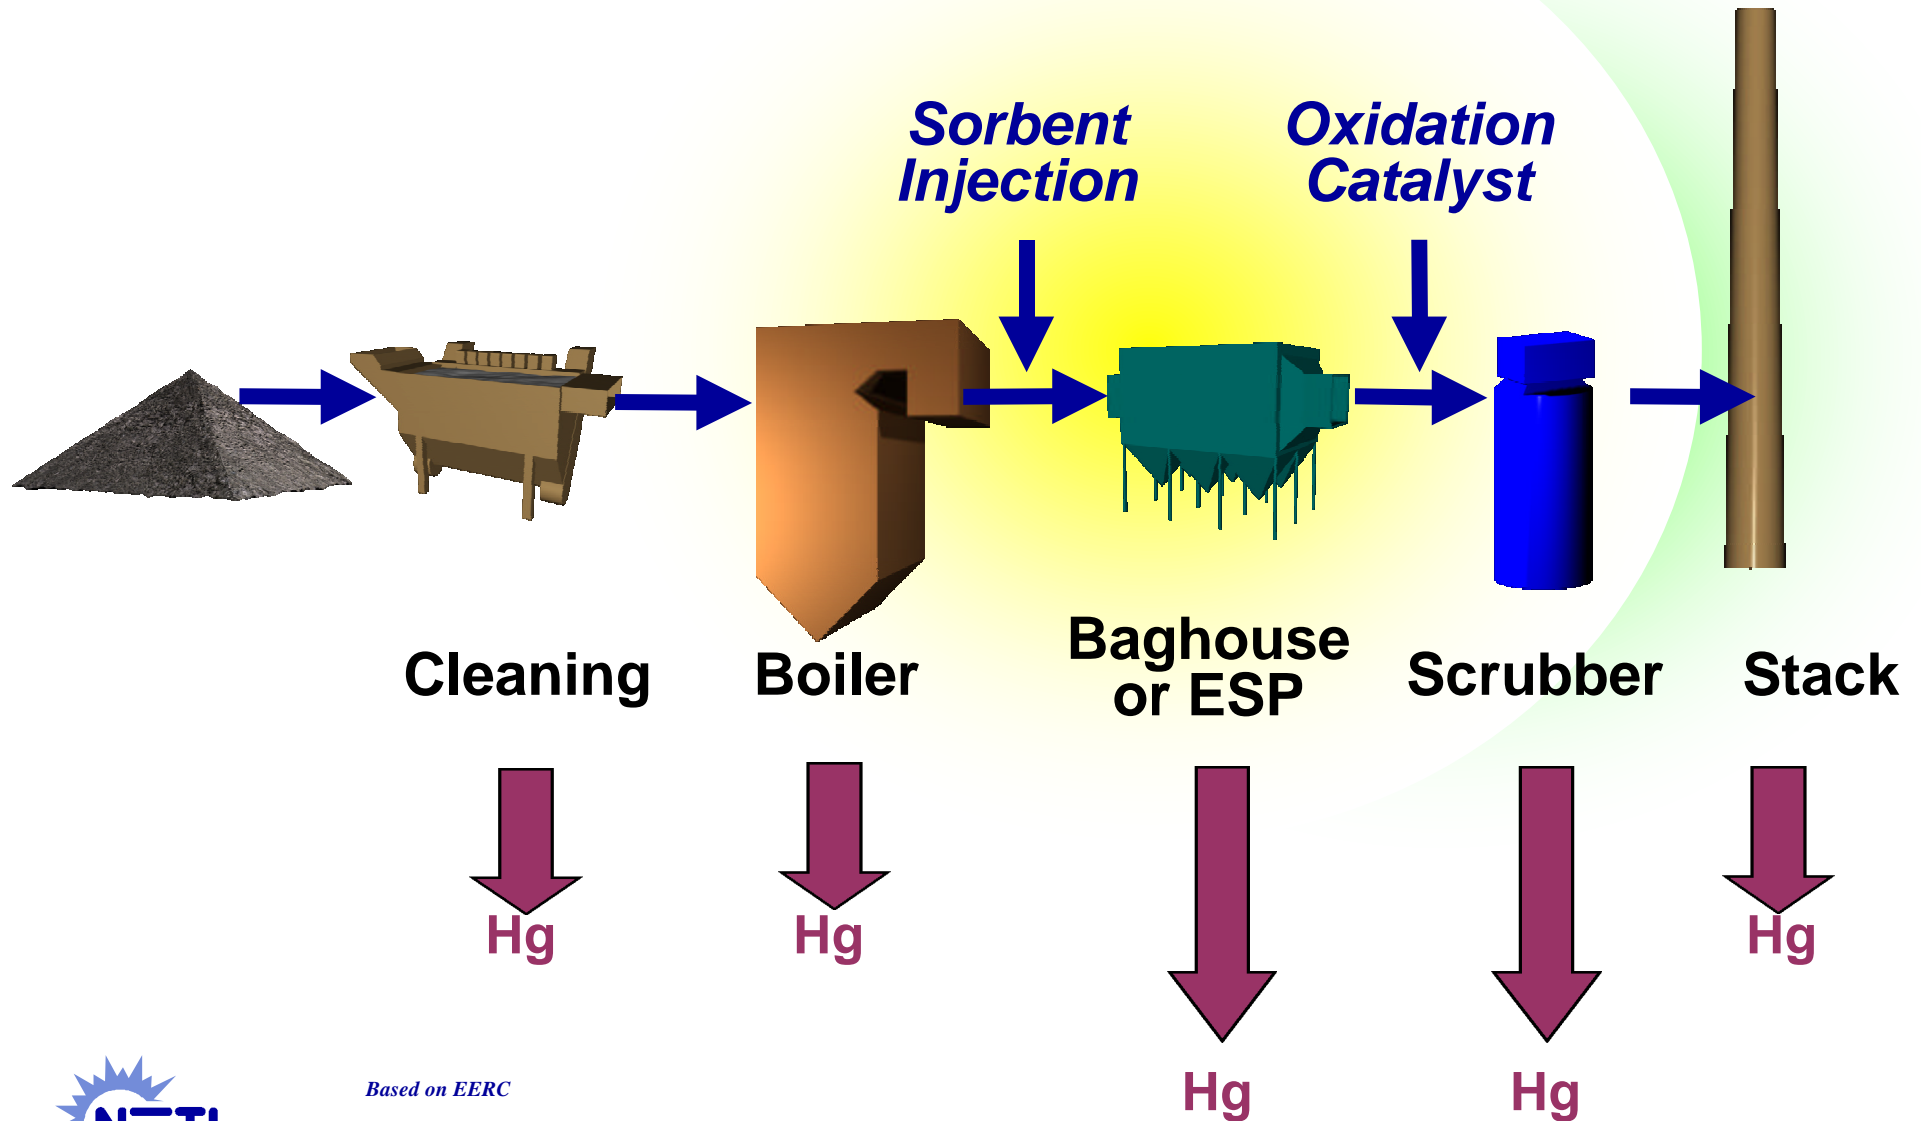 Sorbent
Injection
Oxidation
Catalyst
Cleaning
Boiler
Baghouse
or ESP
Scrubber
Stack
Hg
Hg
Hg
Hg
Hg
Based on EERC
NETL